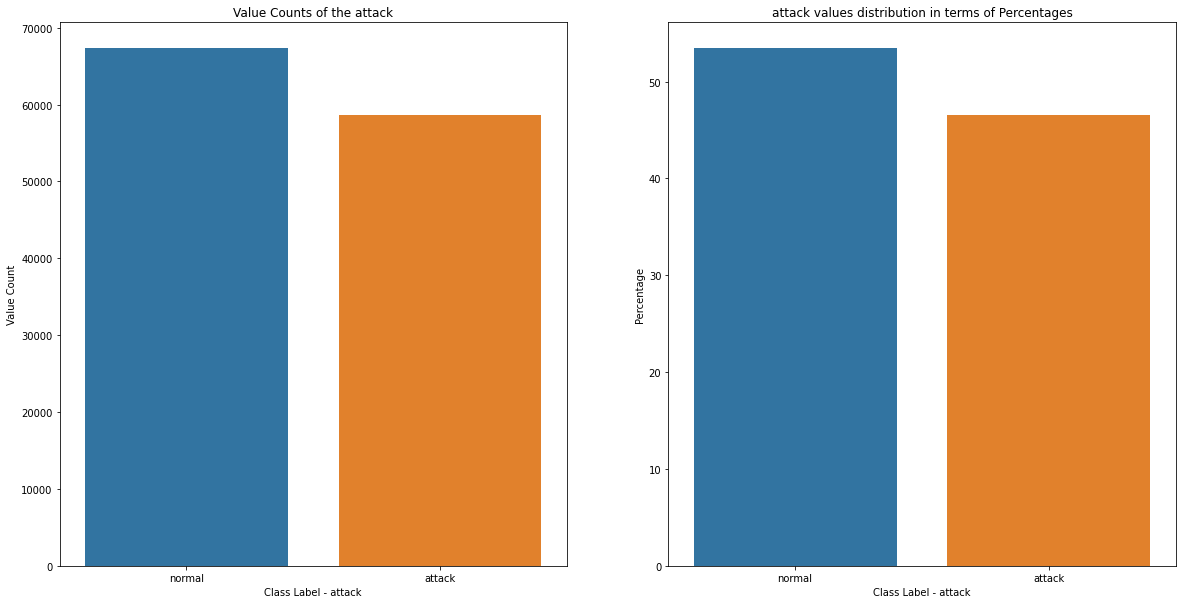 Value Counts of the attack
70000
60000
50000
40000
30000
20000
10000
0
Value Count
normal
attack
Class Label - attack
attack values distribution in terms of Percentages
50
40
30
20
10
0
Percentage
normal
attack
Class Label - attack